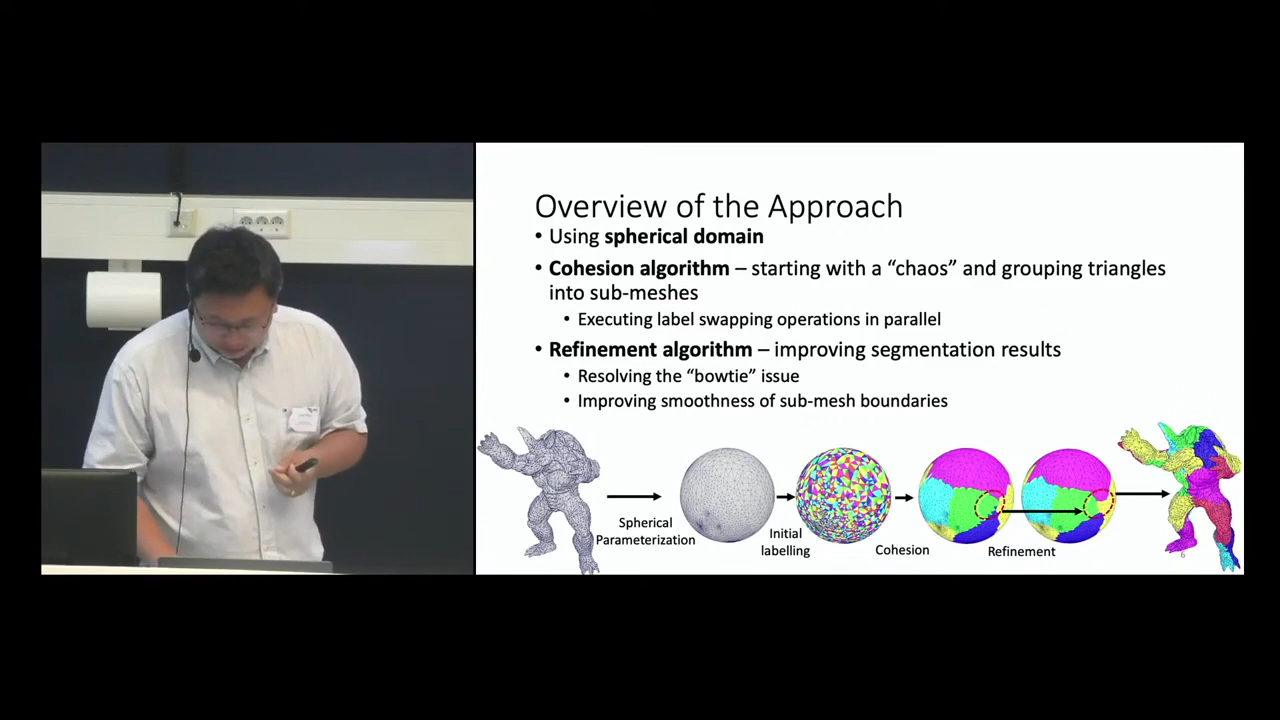 Overview of the Approach
• Using spherical domain
• Cohesion algorithm – starting with a “chaos” and grouping triangles
into sub-meshes
• Executing label swapping operations in parallel
• Refinement algorithm – improving segmentation results
• Resolving the “bowtie” issue
• Improving smoothness of sub-mesh boundaries
Spherical
Parameterization
Initial
labelling
Cohesion
Refinement
6